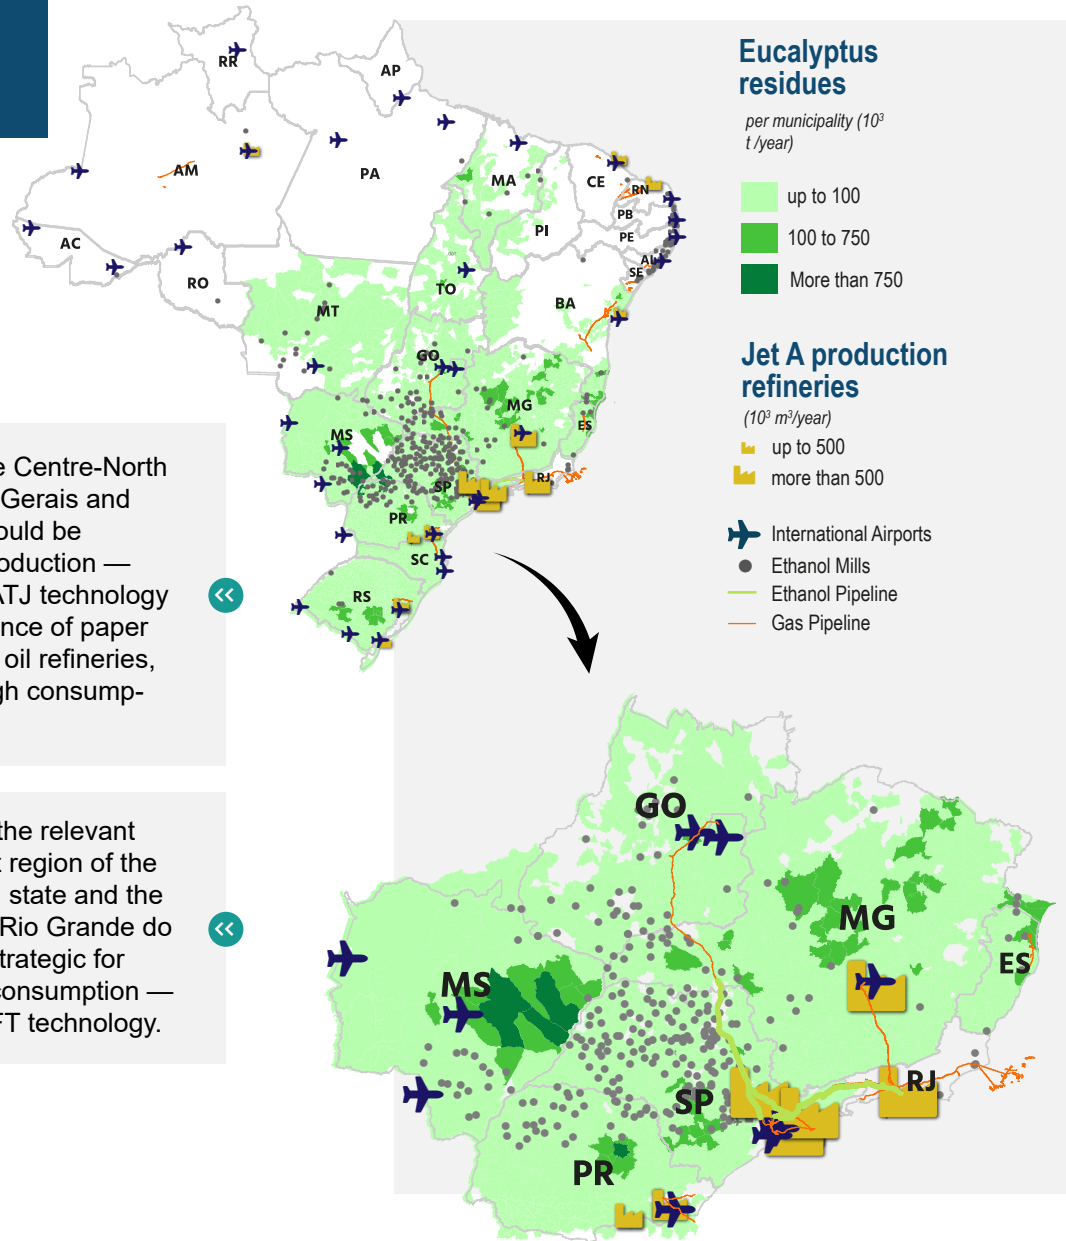 Eucalyptus
residues
per municipality (10³
t /year)
up to 100
100 to 750
More than 750
Jet A production
refineries
(10³ m³/year)
up to 500
more than 500
International Airports
Ethanol Mills
Ethanol Pipeline
Gas Pipeline
RR
AP
AM
PA
MA
CE
RN
PB
PE
AL
SE
PI
AC
RO
TO
BA
MT
GO
MG
ES
MS
SP
RJ
PR
SC
RS
e Centre-North
Gerais and
ould be
oduction —
ATJ technology
nce of paper
oil refineries,
gh consump-
the relevant
t region of the
state and the
Rio Grande do
trategic for
consumption —
FT technology.
GO
MG
ES
MS
RJ
SP
PR